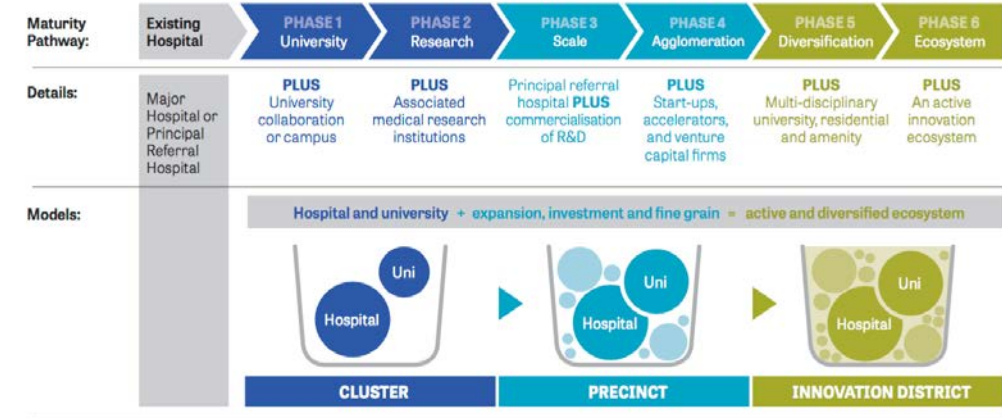 Maturity
Pathway:
Existing
Hospital
PHASE 1
University
PHASE 2
Research
PHASE 3
Scale
PHASE 4
Agglomeration
PHASE 5
Diversification
PHASE 6
Ecosystem
Details:
Major
Hospital or
Principal
Referral
Hospital
PLUS
University
collaboration
or campus
PLUS
Associated
medical research
institutions
Principal referral
hospital PLUS
commercialisation
of R&D
PLUS
Start-ups,
accelerators,
and venture
capital firms
PLUS
Multi-disciplinary
university, residential
and amenity
PLUS
An active
innovation
ecosystem
Models:
Hospital and university + expansion, investment and fine grain = active and diversified ecosystem
Uni
Hospital
Uni
Hospital
Uni
Hospital
CLUSTER
PRECINCT
INNOVATION DISTRICT